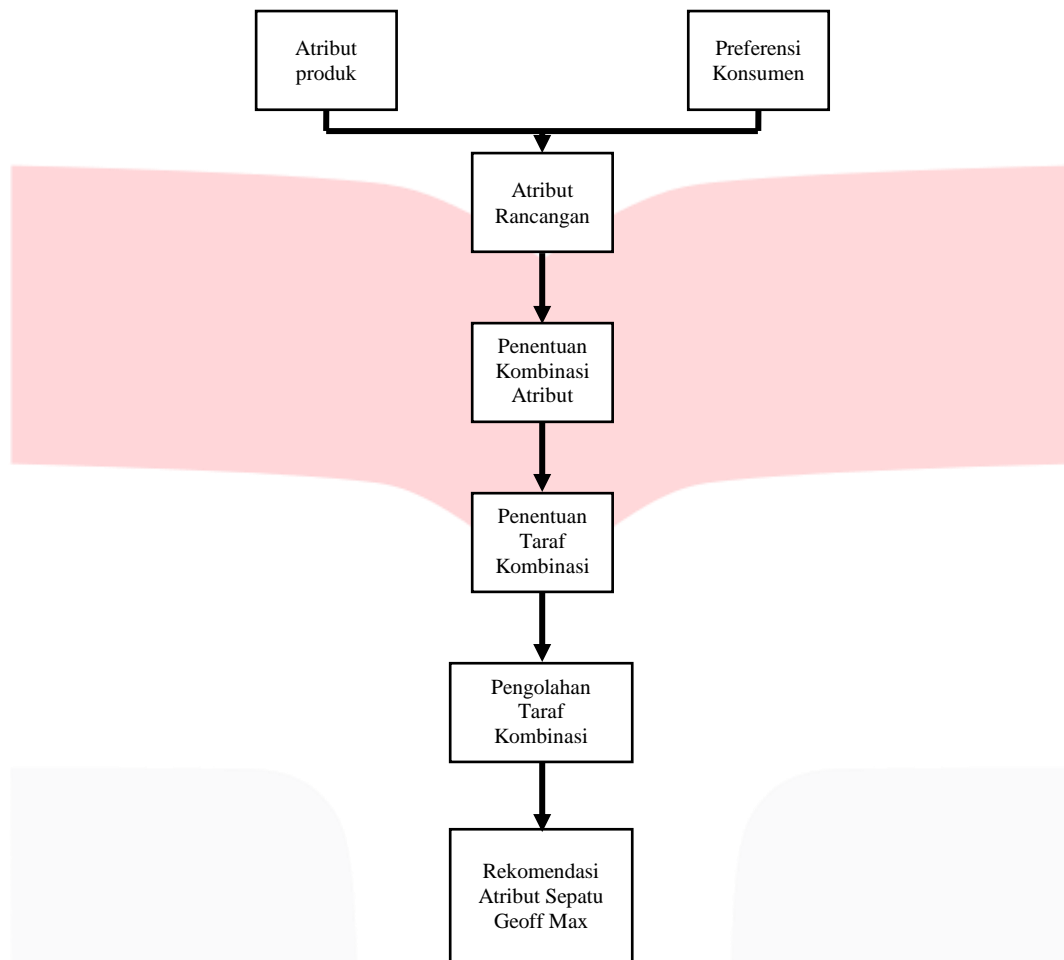 Atribut
produk
Preferensi
Konsumen
Atribut
Rancangan
Penentuan
Kombinasi
Atribut
Penentuan
Taraf
Kombinasi
Pengolahan
Taraf
Kombinasi
Rekomendasi
Atribut Sepatu
Geoff Max